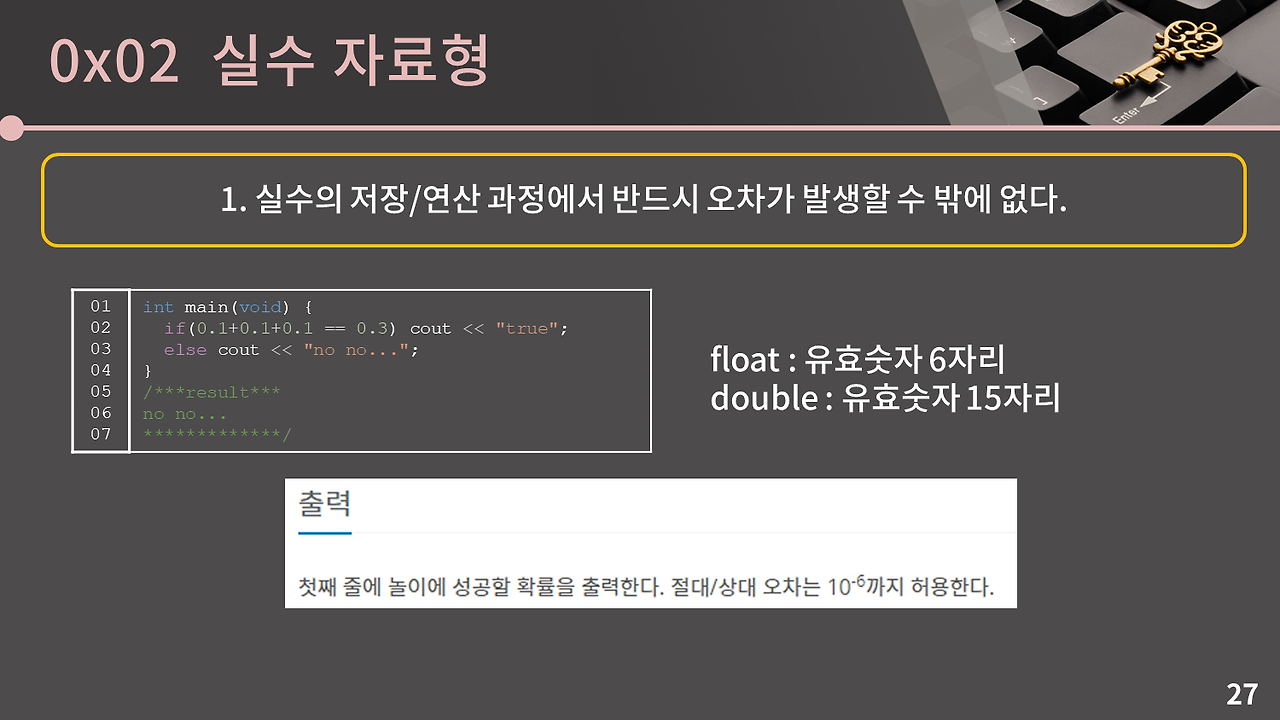 0x02 실수 자료형
Enter
1. 실수의 저장/연산 과정에서 반드시 오차가 발생할 수 밖에 없다.
01 int main(void) {
02   if(0.1+0.1+0.1 == 0.3) cout << "true";
03   else cout << "no no...";
04 }
05 /***result***
06 no no...
07 *************/
float : 유효숫자 6자리
double : 유효숫자 15자리
출력
첫째 줄에 놀이에 성공할 확률을 출력한다. 절대/상대 오차는 10⁻⁶까지 허용한다.
27